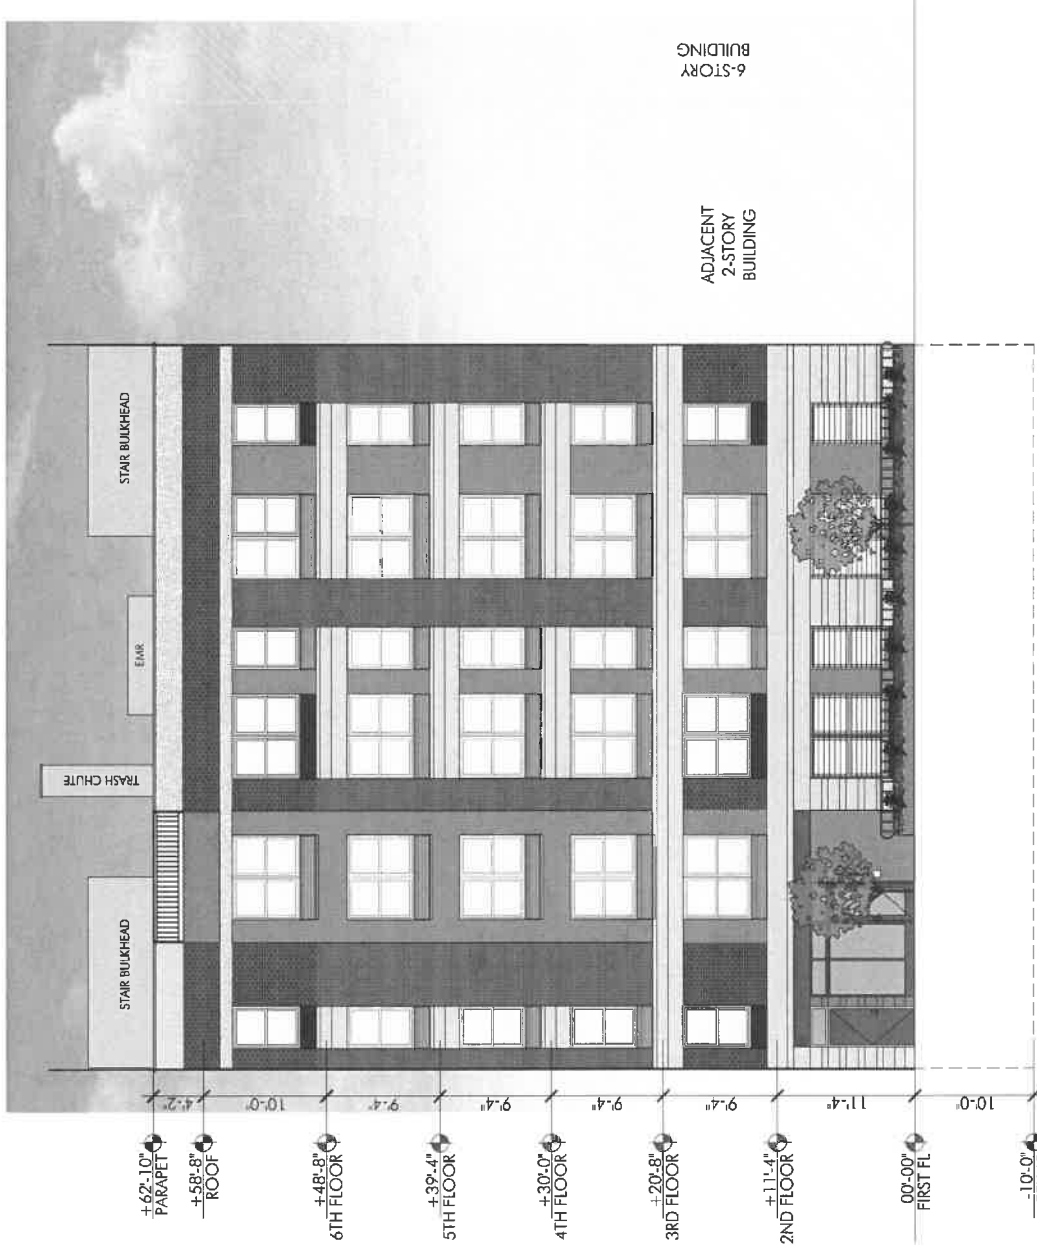 6-STORY
BUILDING
ADJACENT
2-STORY
BUILDING
STAIR BULKHEAD
EMR
TRASH CHUTE
STAIR BULKHEAD
4'-2"
10'-0"
9'-4"
9'-4"
9'-4"
9'-4"
11'-4"
10'-0"
+62'-10"
PARAPET
+58'-8"
ROOF
+48'-8"
6TH FLOOR
+39'-4"
5TH FLOOR
+30'-0"
4TH FLOOR
+20'-8"
3RD FLOOR
+11'-4"
2ND FLOOR
00'-00"
FIRST FL
-10'-0"